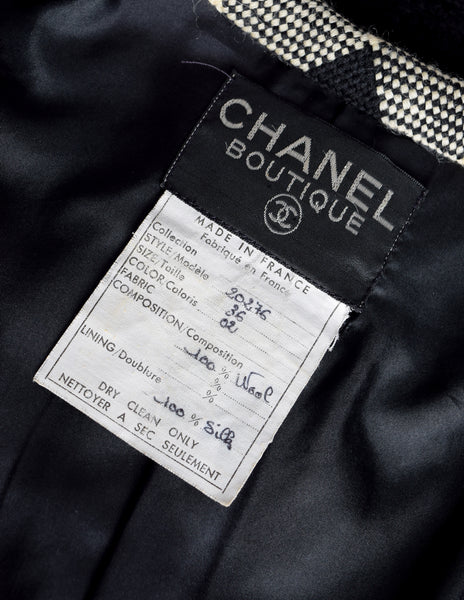 CHANEL
BOUTIQUE
MADE IN FRANCE
Fabriqué en France
Collection
STYLE/Modèle 20276
SIZE/Taille 36
COLOR/Coloris 02
FABRIC
COMPOSITION/Composition
100 % Wool
%
LINING/Doublure %
100 % Silk
DRY CLEAN ONLY
NETTOYER A SEC SEULEMENT